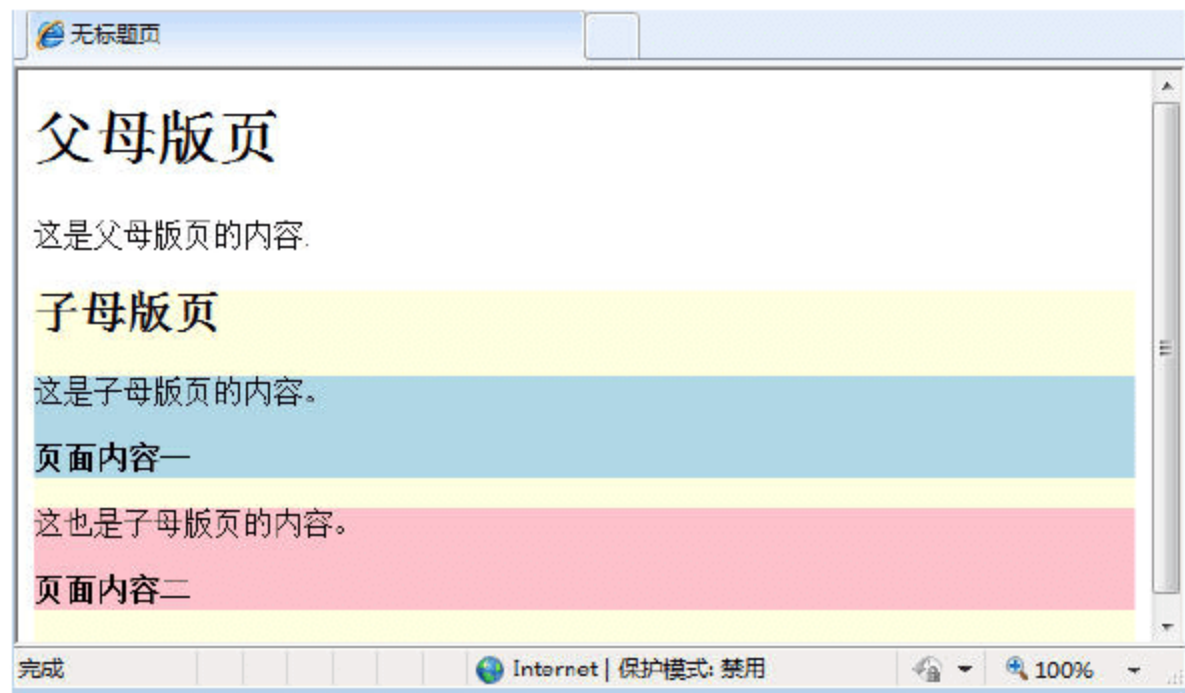 无标题页
父母版页
这是父母版页的内容.
子母版页
这是子母版页的内容。
页面内容一
这也是子母版页的内容。
页面内容二
完成
Internet | 保护模式: 禁用
100%